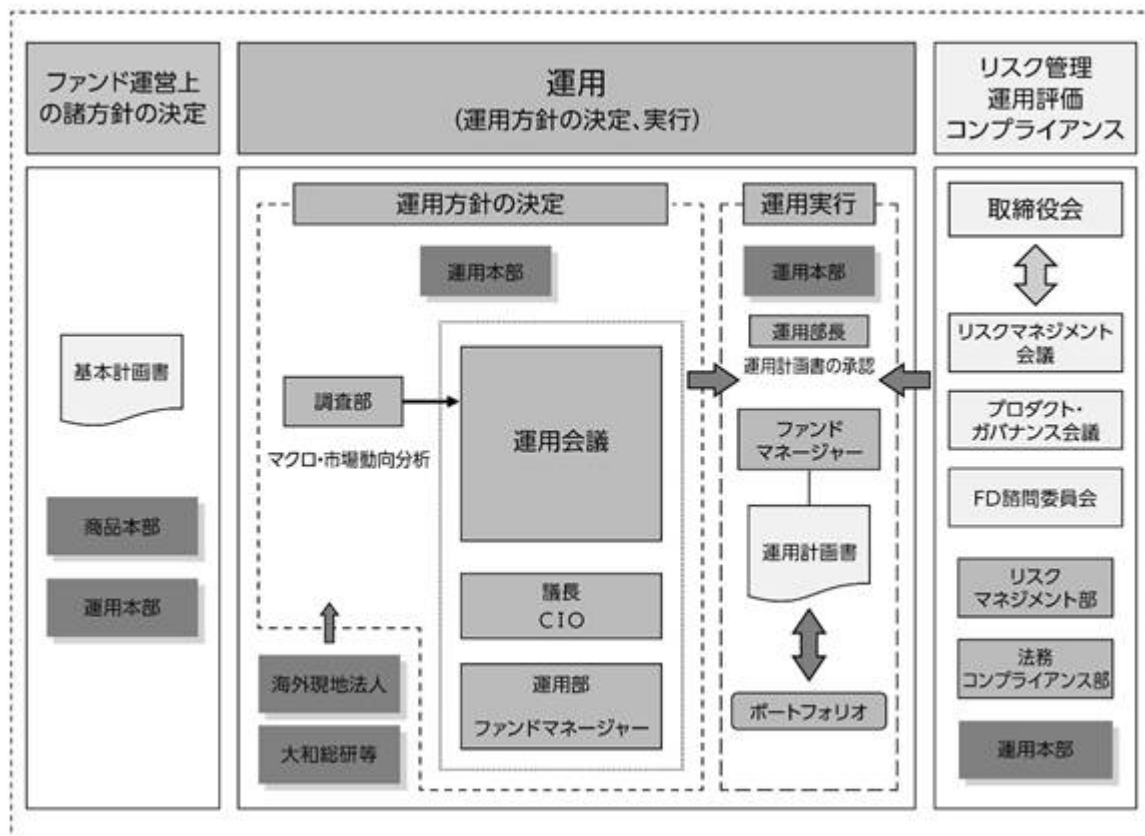 ファンド運営上
の諸方針の決定
基本計画書
商品本部
運用本部
運用
(運用方針の決定、実行)
運用方針の決定
運用本部
調査部
マクロ・市場動向分析
運用会議
議長
CIO
運用部
ファンドマネージャー
海外現地法人
大和総研等
運用実行
運用本部
運用部長
運用計画書の承認
ファンド
マネージャー
運用計画書
ポートフォリオ
リスク管理
運用評価
コンプライアンス
取締役会
リスクマネジメント
会議
プロダクト・
ガバナンス会議
FD諮問委員会
リスク
マネジメント部
法務
コンプライアンス部
運用本部